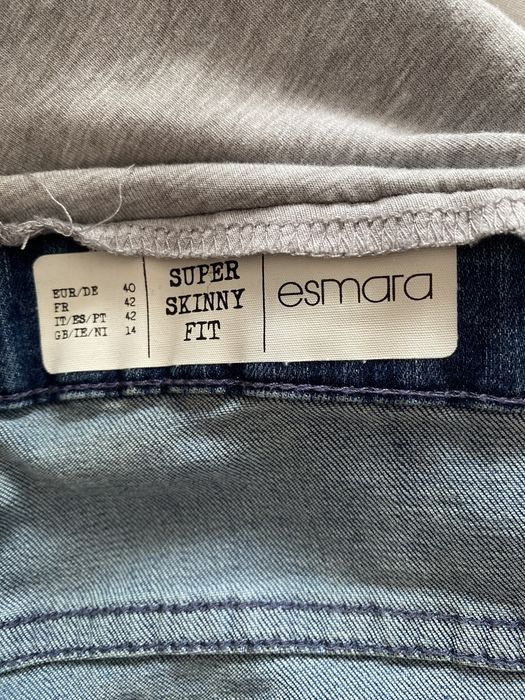 EUR/DE 40
FR 42
IT/ES/PT 42
GB/IE/NI 14
SUPER
SKINNY
FIT
esmara